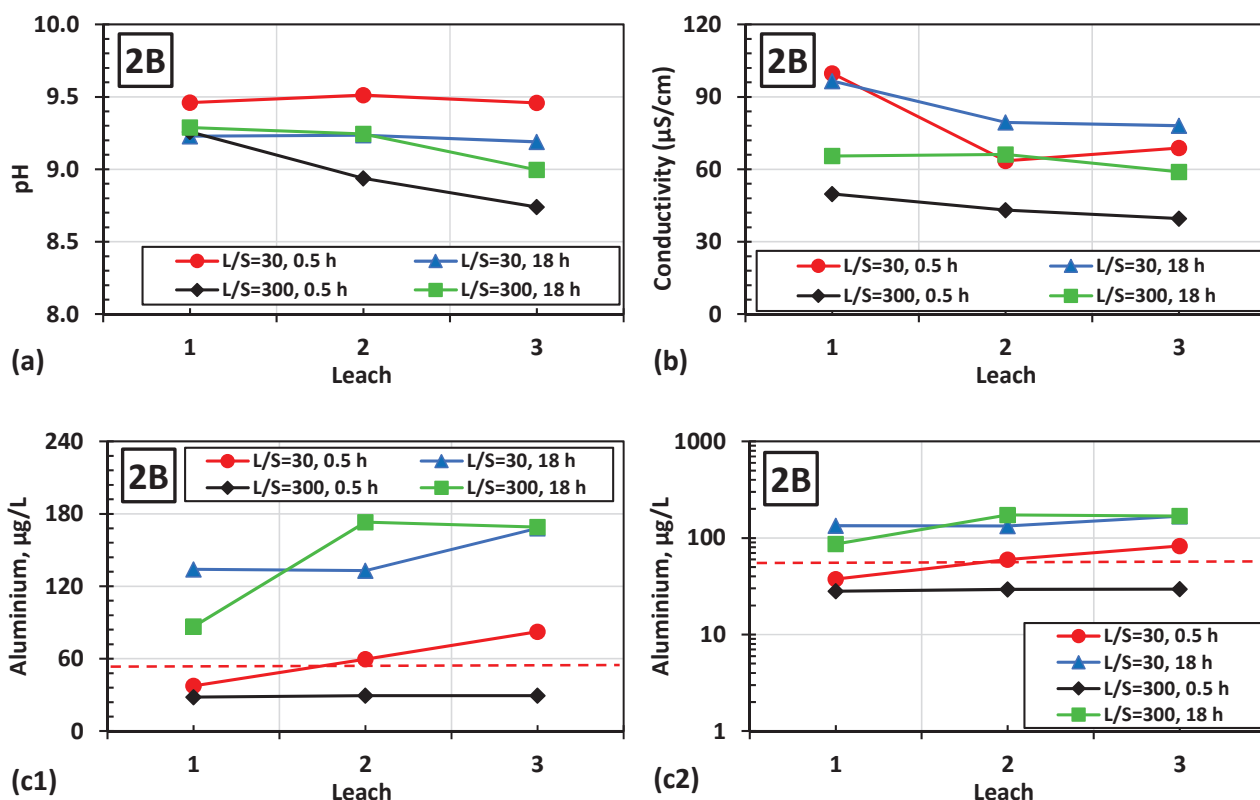 10.0
9.5
9.0
8.5
8.0
pH
2B
L/S=30, 0.5 h
L/S=30, 18 h
L/S=300, 0.5 h
L/S=300, 18 h
1
2
3
Leach
(a)
120
90
60
30
0
Conductivity (µS/cm)
2B
L/S=30, 0.5 h
L/S=30, 18 h
L/S=300, 0.5 h
L/S=300, 18 h
1
2
3
Leach
(b)
240
180
120
60
0
Aluminium, µg/L
2B
L/S=30, 0.5 h
L/S=30, 18 h
L/S=300, 0.5 h
L/S=300, 18 h
1
2
3
Leach
(c1)
1000
100
10
1
Aluminium, µg/L
2B
L/S=30, 0.5 h
L/S=30, 18 h
L/S=300, 0.5 h
L/S=300, 18 h
1
2
3
Leach
(c2)